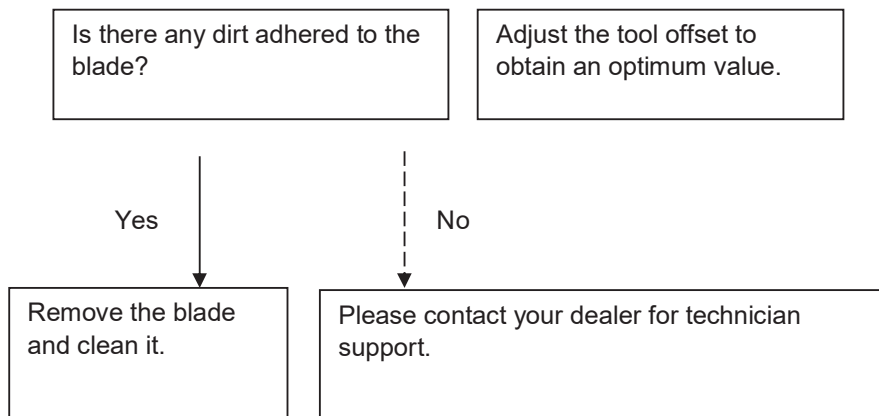 Is there any dirt adhered to the
blade?
Adjust the tool offset to
obtain an optimum value.
Yes
No
Remove the blade
and clean it.
Please contact your dealer for technician
support.